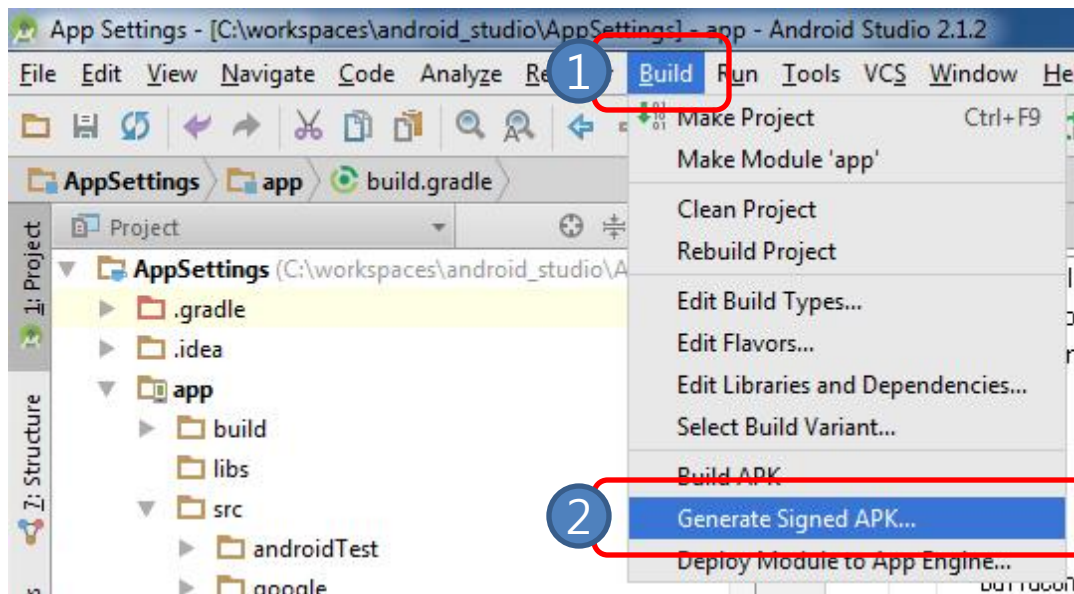 App Settings - [C:\workspaces\android_studio\AppSettings] - app - Android Studio 2.1.2
File Edit View Navigate Code Analyze Build Run Tools VCS Window He
1
AppSettings app build.gradle
Project
AppSettings (C:\workspaces\android_studio\A
.gradle
.idea
app
build
libs
src
androidTest
google
1: Project
7: Structure
Make Project Ctrl+F9
Make Module 'app'
Clean Project
Rebuild Project
Edit Build Types...
Edit Flavors...
Edit Libraries and Dependencies...
Select Build Variant...
Build APK
2
Generate Signed APK...
Deploy Module to App Engine...